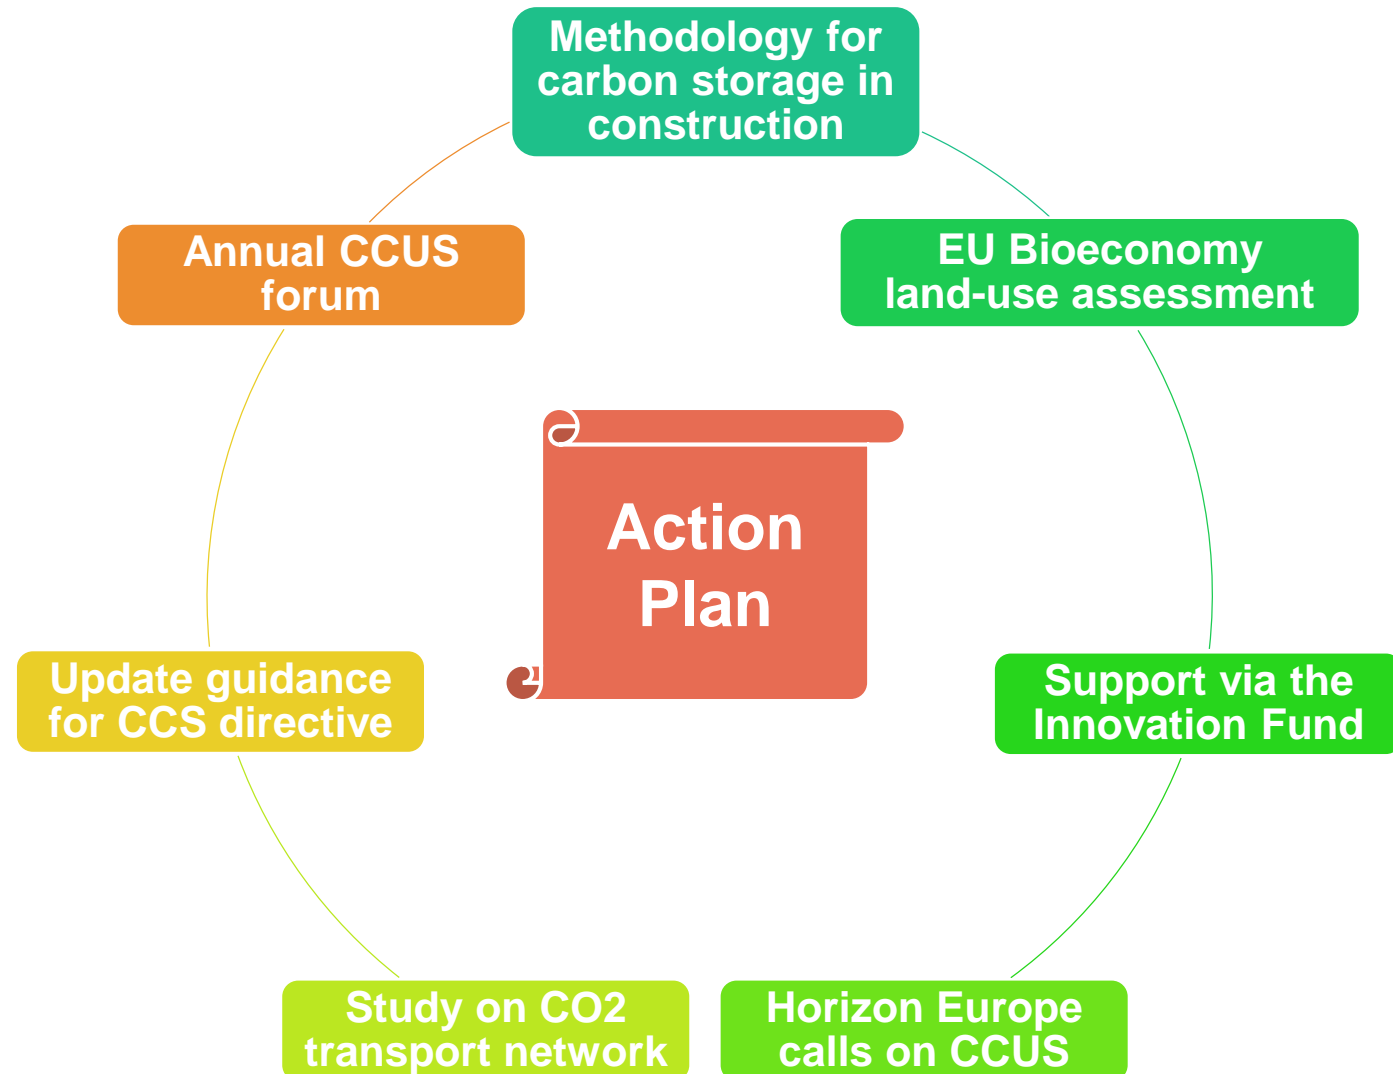 Methodology for
carbon storage in
construction
Annual CCUS
forum
EU Bioeconomy
land-use assessment
Action
Plan
Update guidance
for CCS directive
Support via the
Innovation Fund
Study on CO2
transport network
Horizon Europe
calls on CCUS